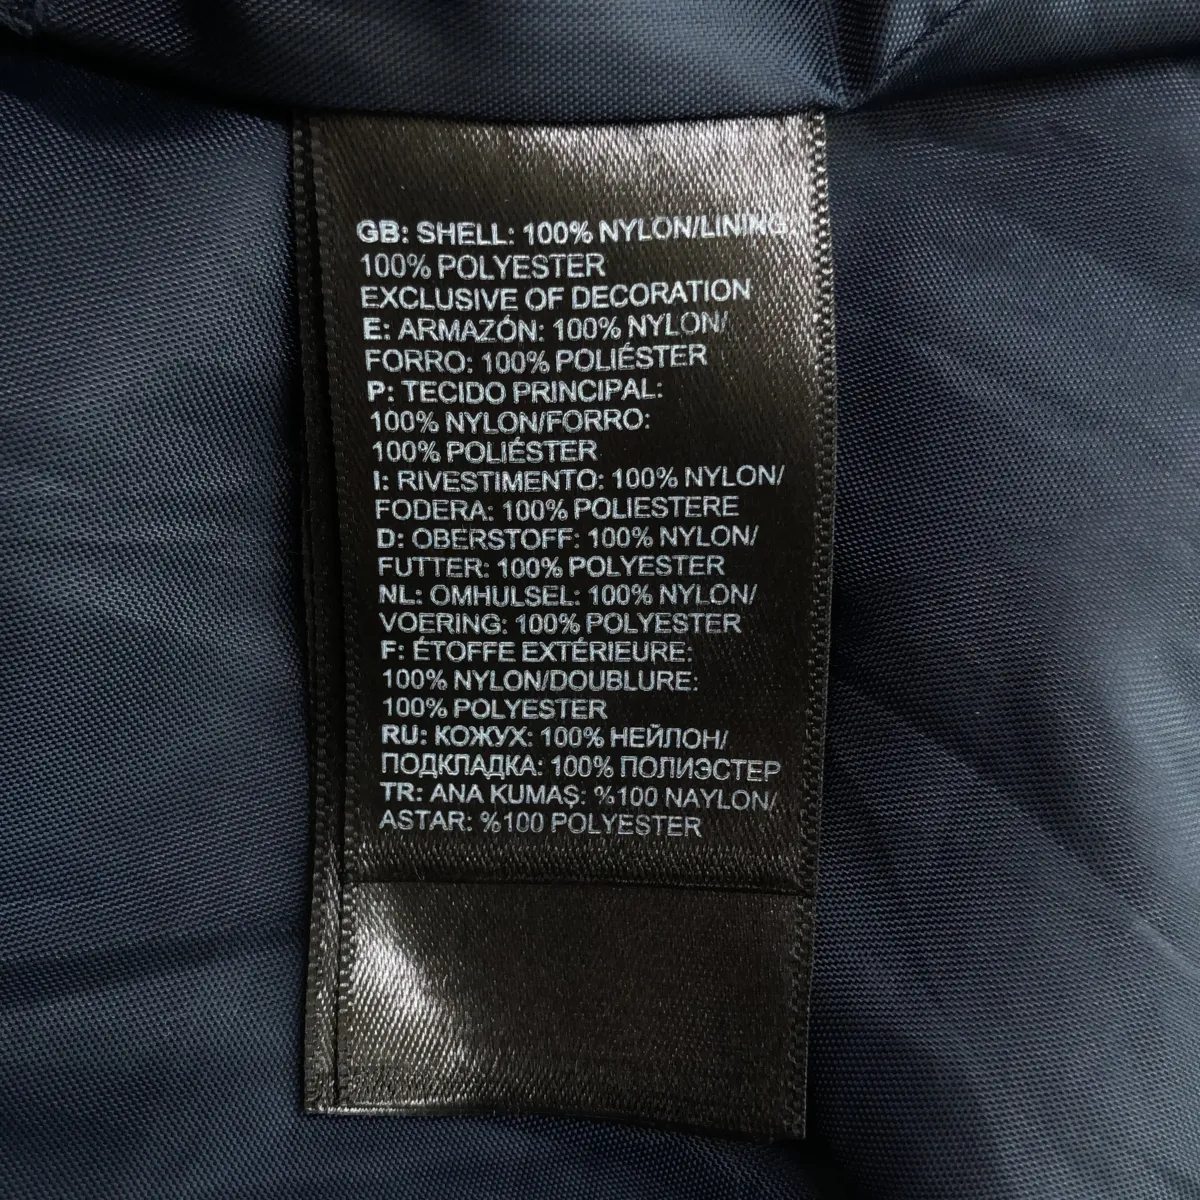 GB: SHELL: 100% NYLON/LINING:
100% POLYESTER
EXCLUSIVE OF DECORATION
E: ARMAZÓN: 100% NYLON/
FORRO: 100% POLIÉSTER
P: TECIDO PRINCIPAL:
100% NYLON/FORRO:
100% POLIÉSTER
I: RIVESTIMENTO: 100% NYLON/
FODERA: 100% POLIESTERE
D: OBERSTOFF: 100% NYLON/
FUTTER: 100% POLYESTER
NL: OMHULSEL: 100% NYLON/
VOERING: 100% POLYESTER
F: ÉTOFFE EXTÉRIEURE:
100% NYLON/DOUBLURE:
100% POLYESTER
RU: КОЖУХ: 100% НЕЙЛОН/
ПОДКЛАДКА: 100% ПОЛИЭСТЕР
TR: ANA KUMAŞ: %100 NAYLON/
ASTAR: %100 POLYESTER